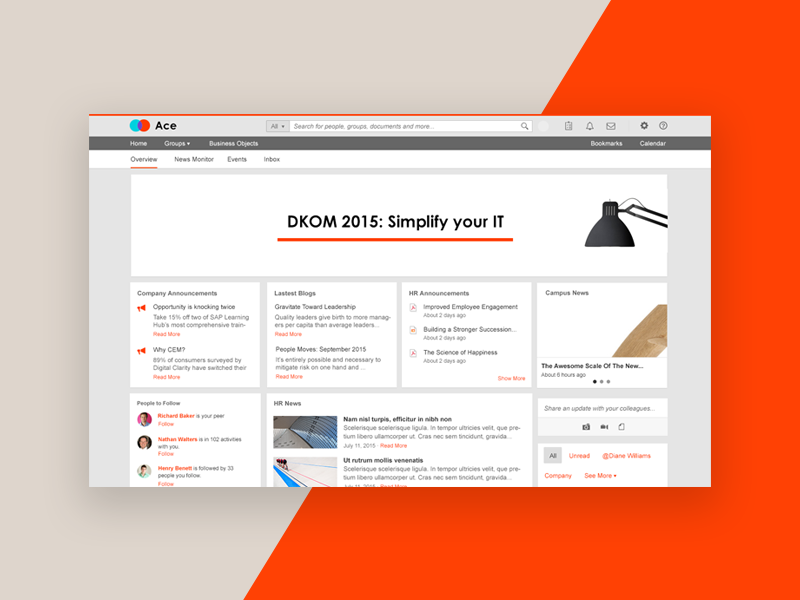 Ace
All
Search for people, groups, documents and more...
Home Groups Business Objects Bookmarks Calendar
Overview News Monitor Events Inbox
DKOM 2015: Simplify your IT
Company Announcements
Opportunity is knocking twice
Take 15% off two of SAP Learning
Hub's most comprehensive train-
Read More
Why CEM?
89% of consumers surveyed by
Digital Clarity have switched their
Read More
Lastest Blogs
Gravitate Toward Leadership
Quality leaders give birth to more manag-
ers per capita than average leaders...
Read More
People Moves: September 2015
It's entirely possible and necessary to
mitigate risk on one hand and ...
Read More
HR Announcements
Improved Employee Engagement
About 2 days ago
Building a Stronger Succession...
About 2 days ago
The Science of Happiness
About 2 days ago
Show More
Campus News
The Awesome Scale Of The New...
About 6 hours ago
People to Follow
Richard Baker is your peer
Follow
Nathan Walters is in 102 activities
with you.
Follow
Henry Benett is followed by 33
people you follow.
Follow
HR News
Nam nisl turpis, efficitur in nibh non
Scelerisque scelerisque ligula. In tempor ultricies velit, quis pre-
tium libero ullamcorper ut. Cras nec sem tincidunt, gravida...
July 11, 2015 · Read More
Ut rutrum mollis venenatis
Scelerisque scelerisque ligula. In tempor ultricies velit, quis pre-
tium libero ullamcorper ut. Cras nec sem tincidunt, gravida...
July 11, 2015 · Read More
Share an update with your colleagues...
All Unread @Diane Williams
Company See More